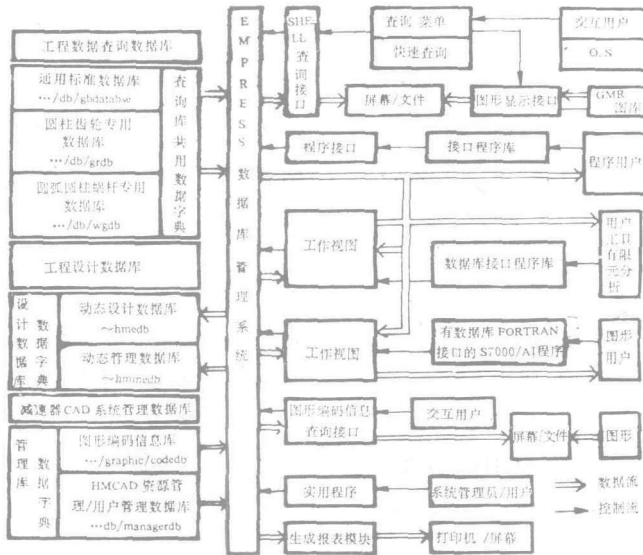 工程数据查询数据库
通用标准数据库
…/db/gbdatabse
圆柱齿轮专用
数据库
…/db/grdb
圆弧圆柱蜗杆专用
数据库
…/db/wgdb
查询库共用数据字典
工程设计数据库
设计数据库
数据字典
动态设计数据库
~hmedb
动态管理数据库
~hminedb
减速器CAD系统管理数据库
管理库
数据字典
图形编码信息库
…/graphic/codedb
HMCAD资源管
理/用户管理数据库
…db/managerdb
EMPRESS数据库管理系统
SHE-
LL
查询接口
查询 菜单
快速查询
交互用户
O.S
屏幕/文件
图形显示接口
GMR
图库
程序接口
接口程序库
程序用户
工作视图
数据库接口程序库
用户工具有限元分析
工作视图
有数据库FORTRAN
接口的S7000/AI程序
图形用户
图形编码信息
查询接口
交互用户
屏幕/文件
图形
实用程序
系统管理员/用户
数据流
控制流
生成报表模块
打印机/屏幕